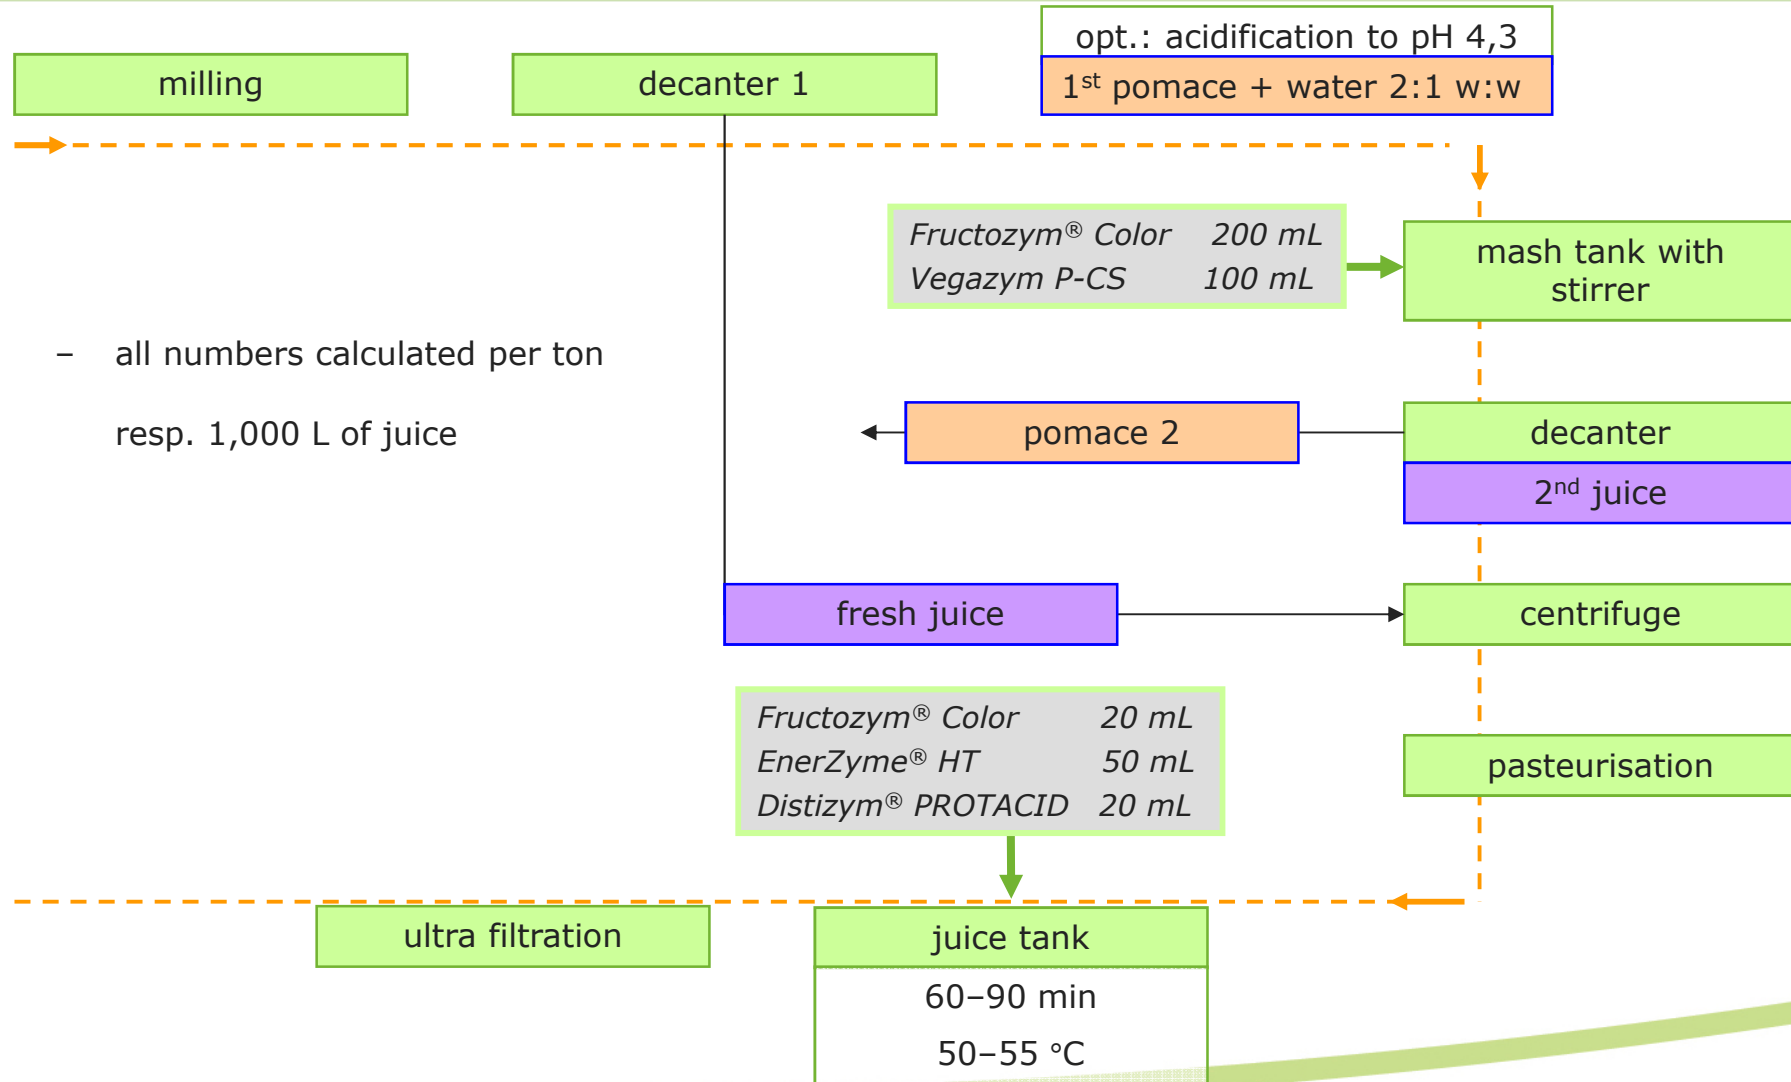 opt.: acidification to pH 4,3
milling
decanter 1
1st pomace + water 2:1 w:w
Fructozym® Color 200 mL
Vegazym P-CS 100 mL
mash tank with
stirrer
– all numbers calculated per ton
resp. 1,000 L of juice
pomace 2
decanter
2nd juice
fresh juice
centrifuge
Fructozym® Color 20 mL
EnerZyme® HT 50 mL
Distizym® PROTACID 20 mL
pasteurisation
ultra filtration
juice tank
60–90 min
50–55 °C